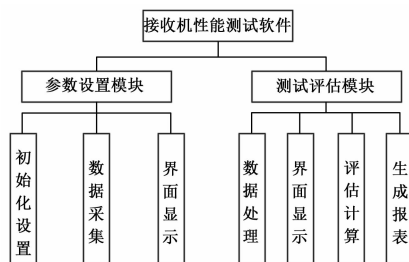 接收机性能测试软件
参数设置模块
测试评估模块
初始化设置
数据采集
界面显示
数据处理
界面显示
评估计算
生成报表